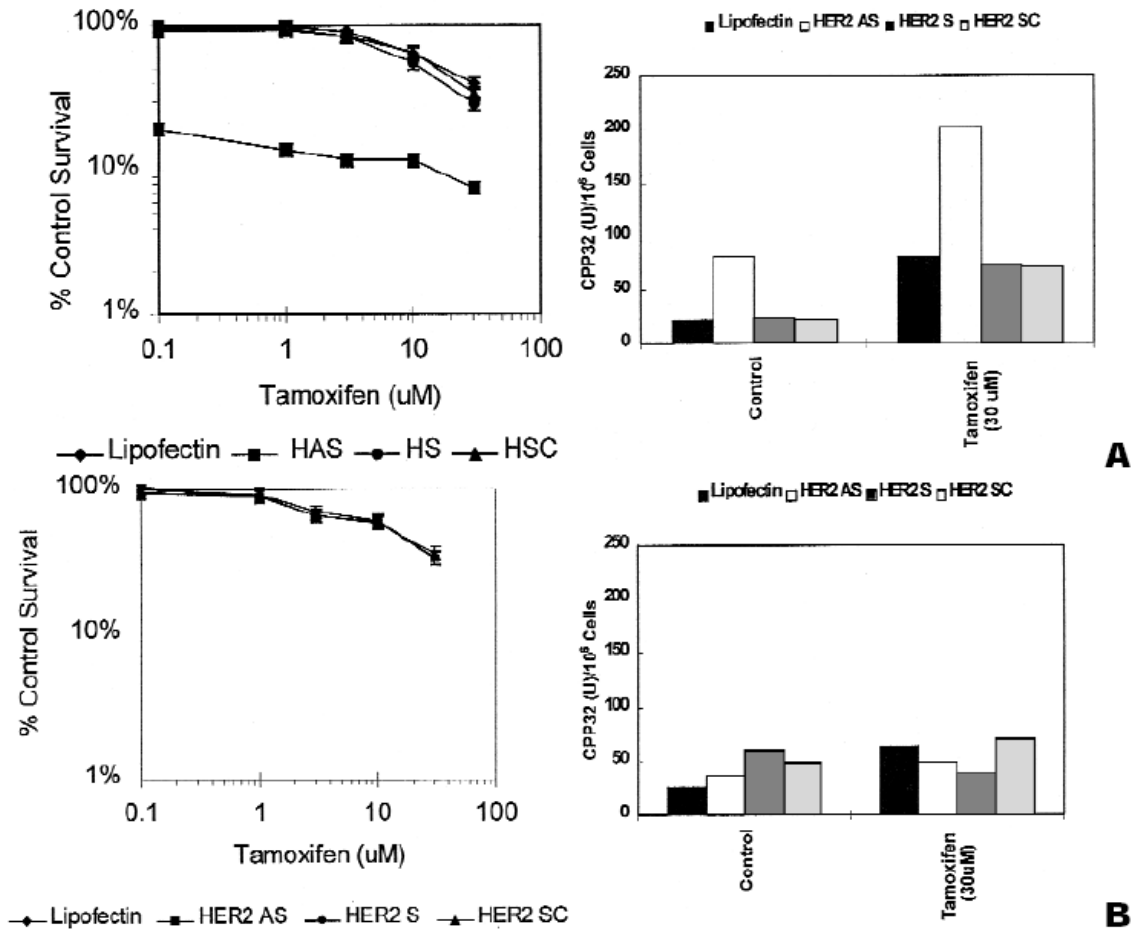 100%
10%
1%
% Control Survival
0.1 1 10 100
Tamoxifen (uM)
Lipofectin HAS HS HSC
Lipofectin HER2 AS HER2 S HER2 SC
250
200
150
100
50
0
CPP32 (U)/10⁶ Cells
Control
Tamoxifen
(30 uM)
A
100%
10%
1%
% Control Survival
0.1 1 10 100
Tamoxifen (uM)
Lipofectin HER2 AS HER2 S HER2 SC
Lipofectin HER2 AS HER2 S HER2 SC
250
200
150
100
50
0
CPP32 (U)/10⁶ Cells
Control
Tamoxifen
(30uM)
B